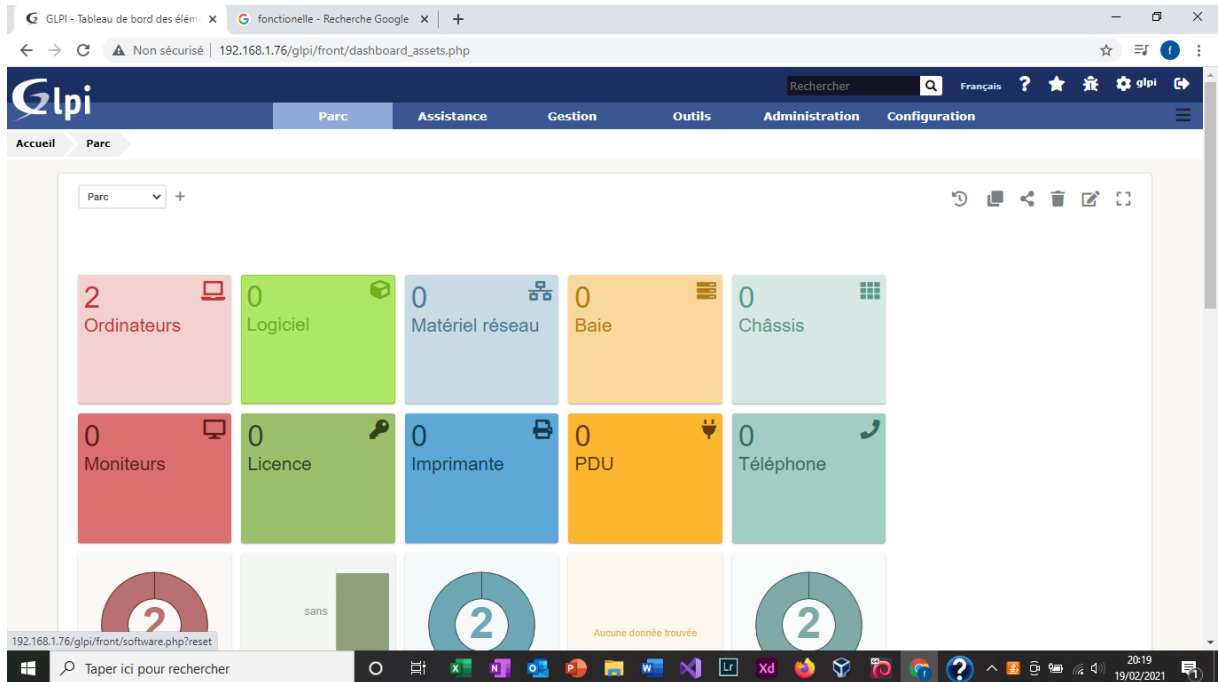 GLPI - Tableau de bord des élém
fonctionelle - Recherche Google
Non sécurisé | 192.168.1.76/glpi/front/dashboard_assets.php
f
Glpi
Rechercher
Français
?
glpi
Parc
Assistance
Gestion
Outils
Administration
Configuration
Accueil
Parc
Parc
2
Ordinateurs
0
Logiciel
0
Matériel réseau
0
Baie
0
Châssis
0
Moniteurs
0
Licence
0
Imprimante
0
PDU
0
Téléphone
2
sans
2
Aucune donnée trouvée
2
192.168.1.76/glpi/front/software.php?reset
Taper ici pour rechercher
Lr
Xd
20:19
19/02/2021